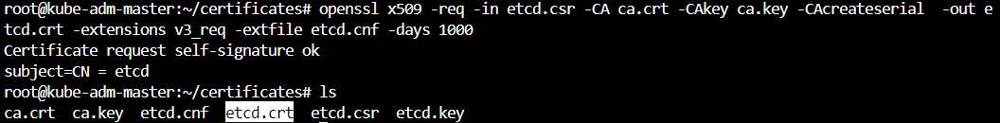 root@kube-adm-master:~/certificates# openssl x509 -req -in etcd.csr -CA ca.crt -CAkey ca.key -CAcreateserial  -out e
tcd.crt -extensions v3_req -extfile etcd.cnf -days 1000
Certificate request self-signature ok
subject=CN = etcd
root@kube-adm-master:~/certificates# ls
ca.crt  ca.key  etcd.cnf  etcd.crt  etcd.csr  etcd.key